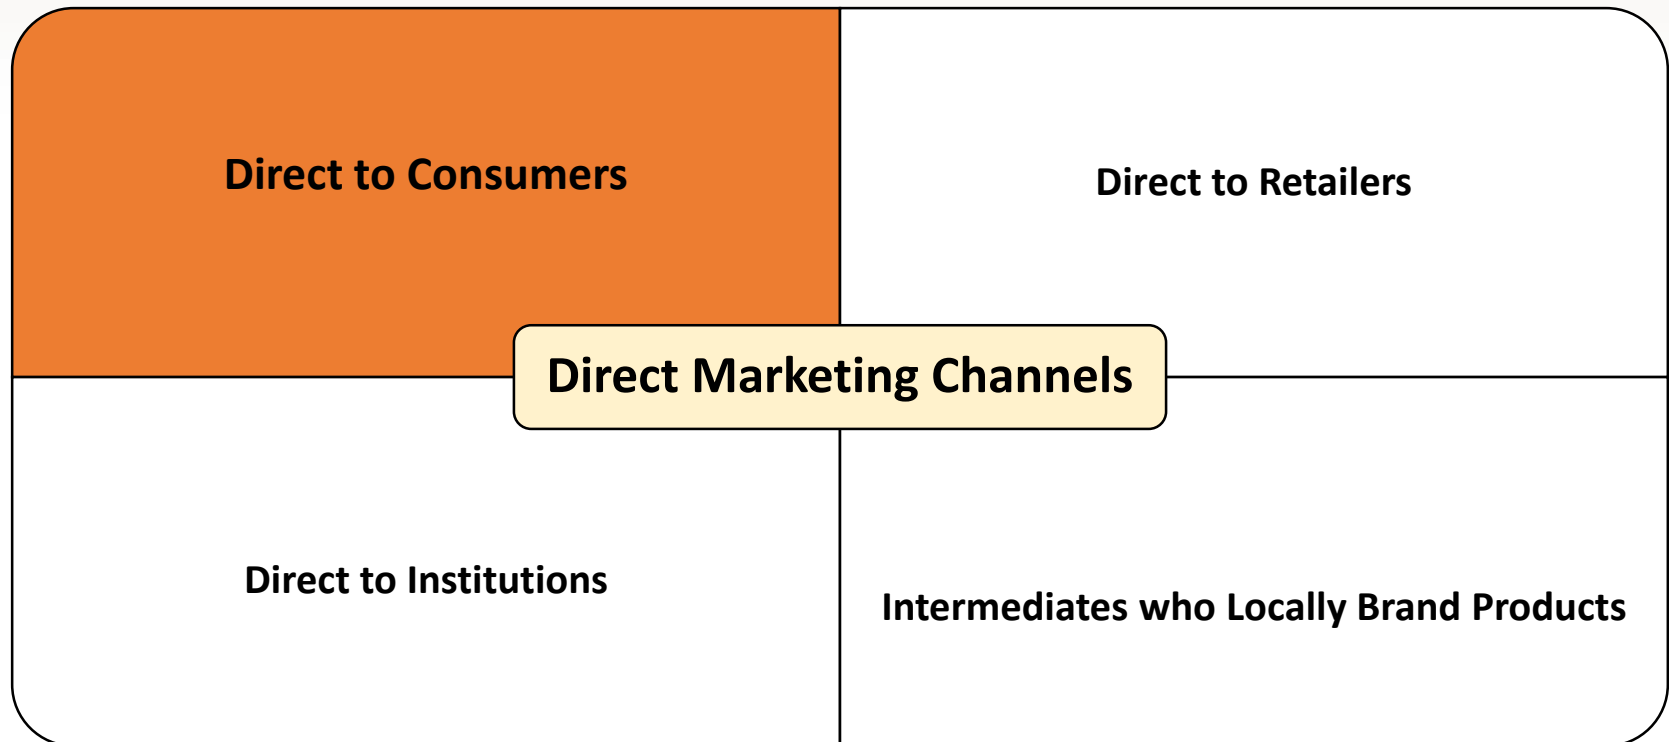 Direct to Consumers
Direct to Retailers
Direct Marketing Channels
Direct to Institutions
Intermediates who Locally Brand Products